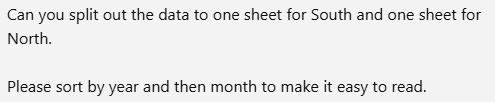 Can you split out the data to one sheet for South and one sheet for
North.
Please sort by year and then month to make it easy to read.